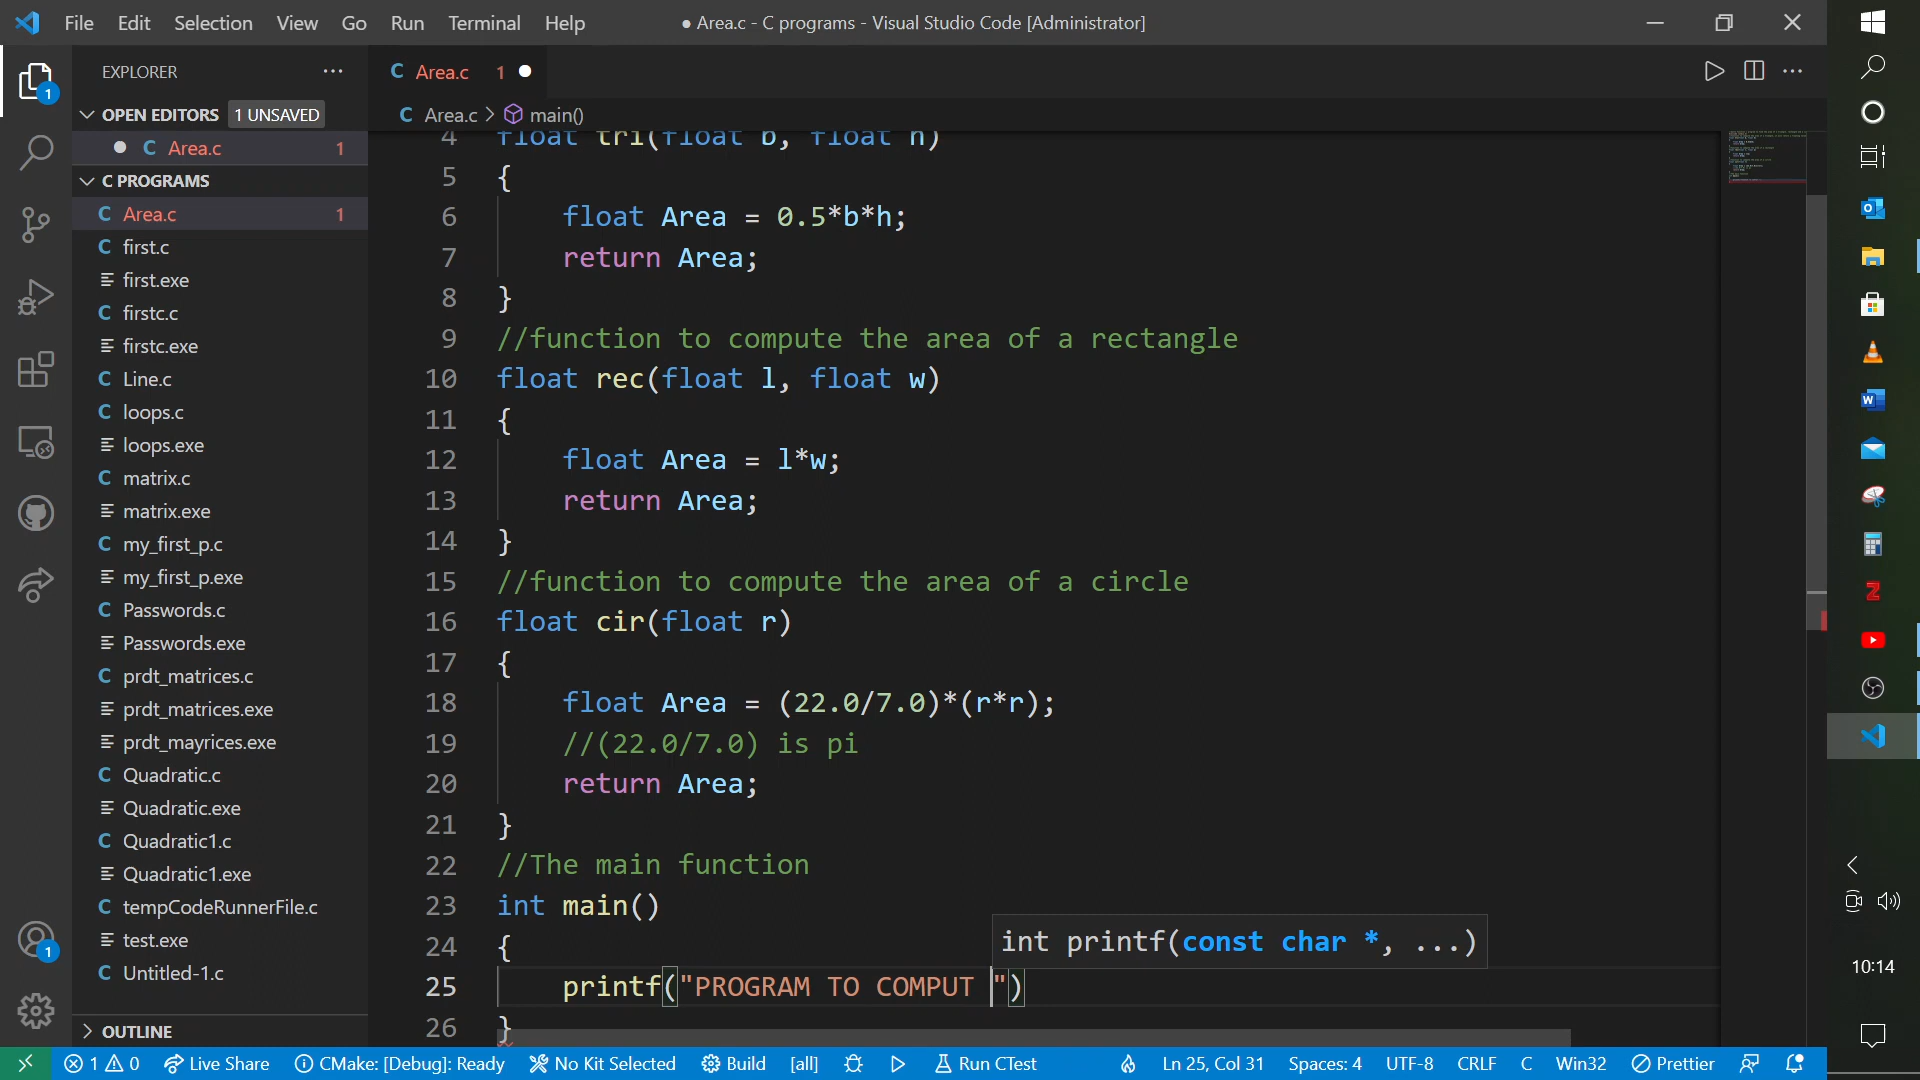 File Edit Selection View Go Run Terminal Help ● Area.c - C programs - Visual Studio Code [Administrator]
EXPLORER ···
OPEN EDITORS 1 UNSAVED
● C Area.c 1
C PROGRAMS
C Area.c 1
C first.c
first.exe
C firstc.c
firstc.exe
C Line.c
C loops.c
loops.exe
C matrix.c
matrix.exe
C my_first_p.c
my_first_p.exe
C Passwords.c
Passwords.exe
C prdt_matrices.c
prdt_matrices.exe
prdt_mayrices.exe
C Quadratic.c
Quadratic.exe
C Quadratic1.c
Quadratic1.exe
C tempCodeRunnerFile.c
test.exe
C Untitled-1.c
OUTLINE
1
1
C Area.c 1 ●
C Area.c > main()
4 float tri(float b, float h)
5 {
6 float Area = 0.5*b*h;
7 return Area;
8 }
9 //function to compute the area of a rectangle
10 float rec(float l, float w)
11 {
12 float Area = l*w;
13 return Area;
14 }
15 //function to compute the area of a circle
16 float cir(float r)
17 {
18 float Area = (22.0/7.0)*(r*r);
19 //(22.0/7.0) is pi
20 return Area;
21 }
22 //The main function
23 int main()
24 {
int printf(const char *, ...)
25 printf("PROGRAM TO COMPUT ")
26 }
1 0 Live Share CMake: [Debug]: Ready No Kit Selected Build [all] Run CTest Ln 25, Col 31 Spaces: 4 UTF-8 CRLF C Win32 Prettier
10:14